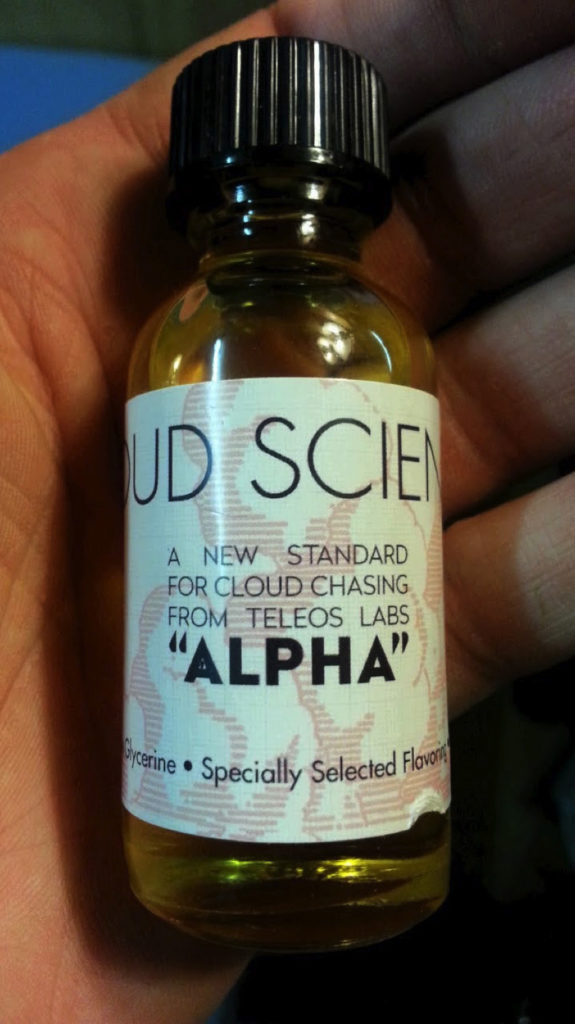 OUD SCIEN
A NEW STANDARD
FOR CLOUD CHASING
FROM TELEOS LABS
“ALPHA”
Glycerine • Specially Selected Flavoring